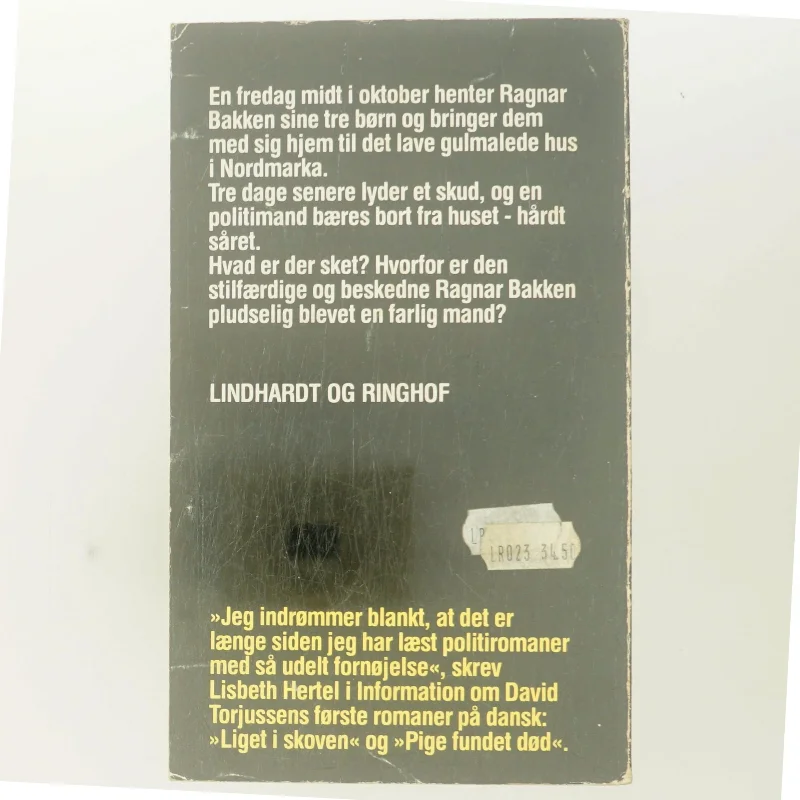 En fredag midt i oktober henter Ragnar
Bakken sine tre børn og bringer dem
med sig hjem til det lave gulmalede hus
i Nordmarka.
Tre dage senere lyder et skud, og en
politimand bæres bort fra huset - hårdt
såret.
Hvad er der sket? Hvorfor er den
stilfærdige og beskedne Ragnar Bakken
pludselig blevet en farlig mand?
LINDHARDT OG RINGHOF
LR023 34.50
»Jeg indrømmer blankt, at det er
længe siden jeg har læst politiromaner
med så udelt fornøjelse«, skrev
Lisbeth Hertel i Information om David
Torjussens første romaner på dansk:
»Liget i skoven« og »Pige fundet død«.